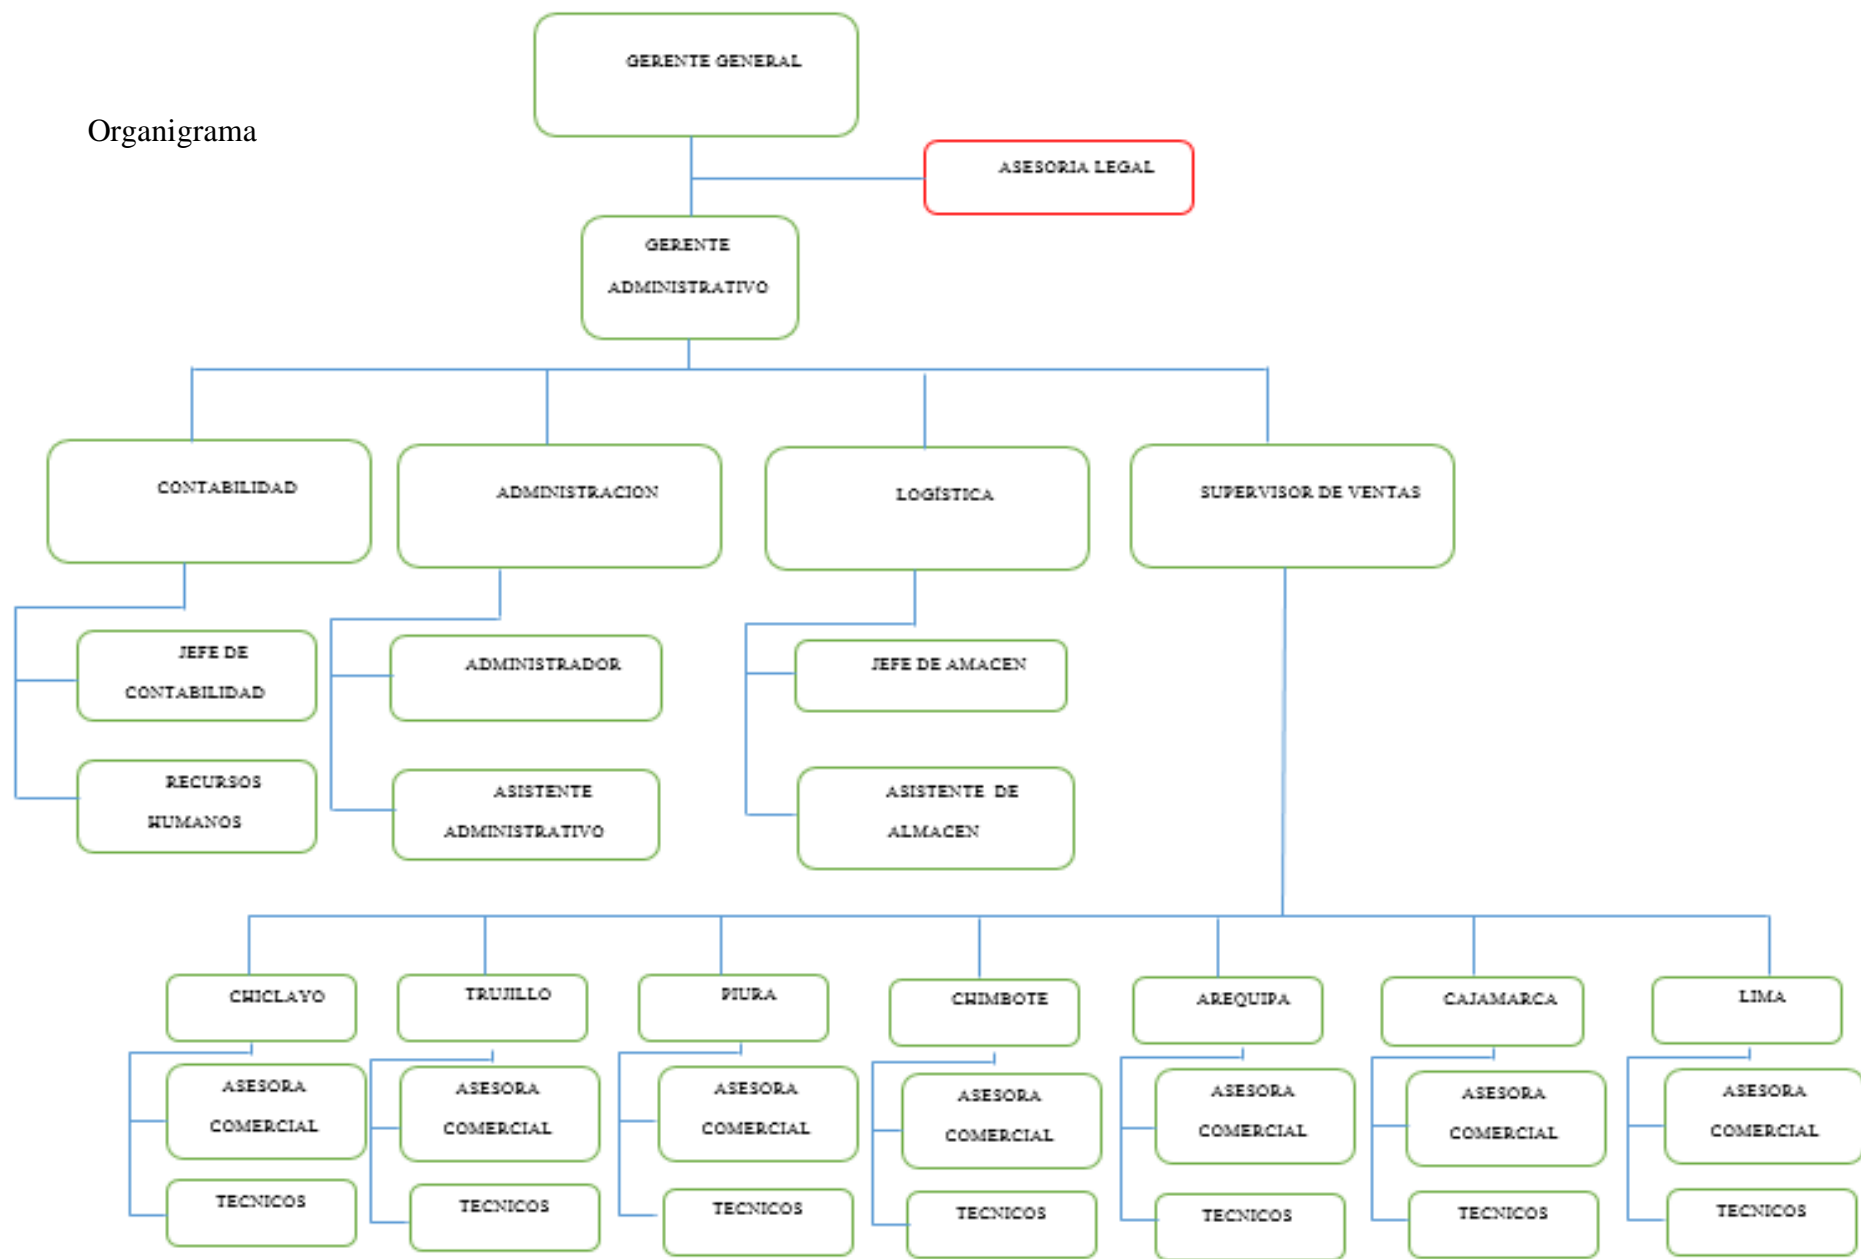 GERENTE GENERAL
Organigrama
ASESORIA LEGAL
GERENTE
ADMINISTRATIVO
CONTABILIDAD
ADMINISTRACION
LOGÍSTICA
SUPERVISOR DE VENTAS
JEFE DE
CONTABILIDAD
ADMINISTRADOR
JEFE DE AMACEN
RECURSOS
HUMANOS
ASISTENTE
ADMINISTRATIVO
ASISTENTE DE
ALMACEN
CHICLAYO
TRUJILLO
PIURA
CHIMBOTE
AREQUIPA
CAJAMARCA
LIMA
ASESORA
COMERCIAL
ASESORA
COMERCIAL
ASESORA
COMERCIAL
ASESORA
COMERCIAL
ASESORA
COMERCIAL
ASESORA
COMERCIAL
ASESORA
COMERCIAL
TECNICOS
TECNICOS
TECNICOS
TECNICOS
TECNICOS
TECNICOS
TECNICOS